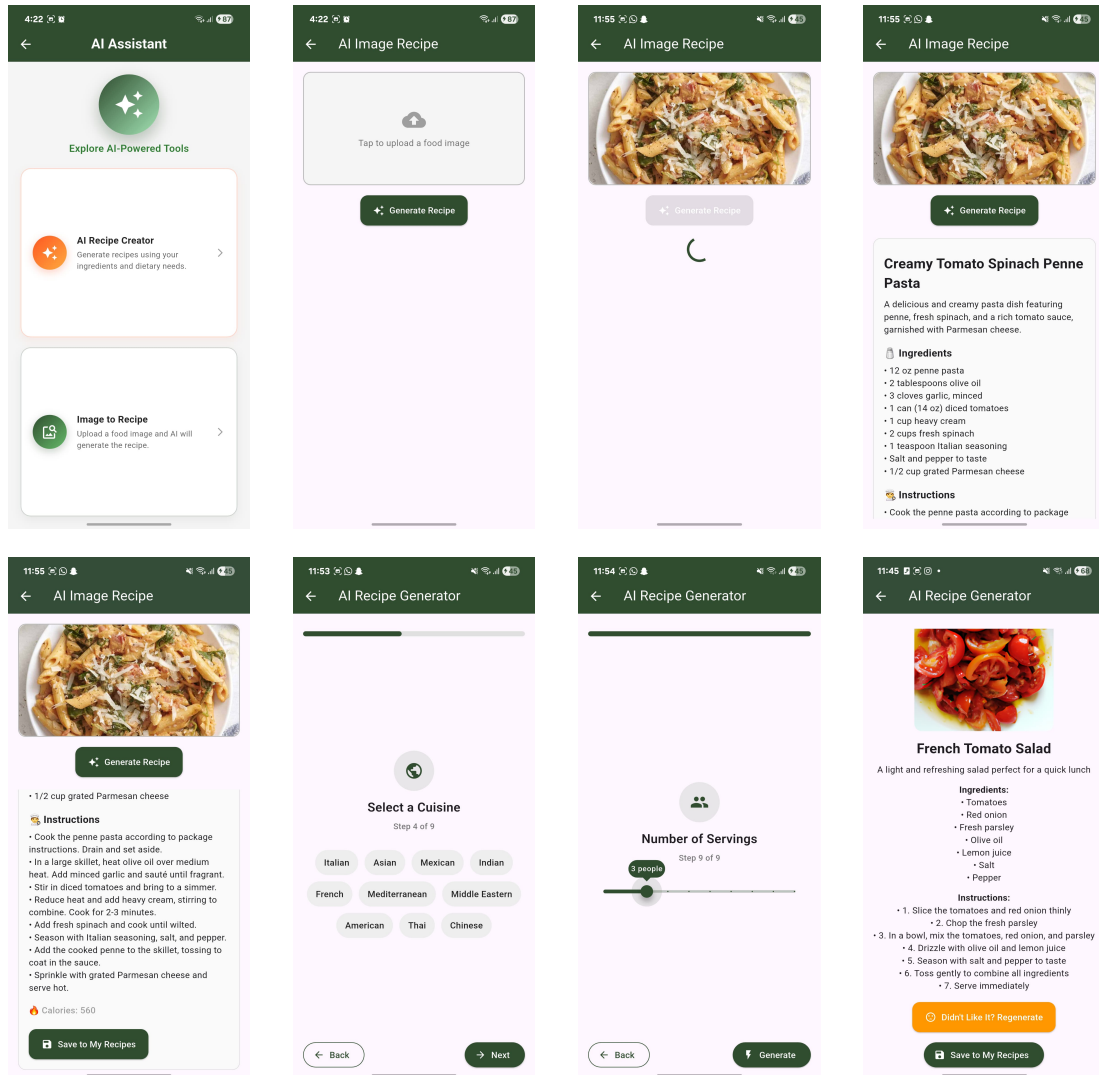 4:22
87
AI Assistant
Explore AI-Powered Tools
AI Recipe Creator
Generate recipes using your
ingredients and dietary needs.
Image to Recipe
Upload a food image and AI will
generate the recipe.
4:22
87
AI Image Recipe
Tap to upload a food image
Generate Recipe
11:55
45
AI Image Recipe
Generate Recipe
11:55
45
AI Image Recipe
Generate Recipe
Creamy Tomato Spinach Penne
Pasta
A delicious and creamy pasta dish featuring
penne, fresh spinach, and a rich tomato sauce,
garnished with Parmesan cheese.
Ingredients
• 12 oz penne pasta
• 2 tablespoons olive oil
• 3 cloves garlic, minced
• 1 can (14 oz) diced tomatoes
• 1 cup heavy cream
• 2 cups fresh spinach
• 1 teaspoon Italian seasoning
• Salt and pepper to taste
• 1/2 cup grated Parmesan cheese
Instructions
• Cook the penne pasta according to package
11:55
45
AI Image Recipe
Generate Recipe
• 1/2 cup grated Parmesan cheese
Instructions
• Cook the penne pasta according to package
instructions. Drain and set aside.
• In a large skillet, heat olive oil over medium
heat. Add minced garlic and sauté until fragrant.
• Stir in diced tomatoes and bring to a simmer.
• Reduce heat and add heavy cream, stirring to
combine. Cook for 2-3 minutes.
• Add fresh spinach and cook until wilted.
• Season with Italian seasoning, salt, and pepper.
• Add the cooked penne to the skillet, tossing to
coat in the sauce.
• Sprinkle with grated Parmesan cheese and
serve hot.
Calories: 560
Save to My Recipes
11:53
45
AI Recipe Generator
Select a Cuisine
Step 4 of 9
Italian Asian Mexican Indian
French Mediterranean Middle Eastern
American Thai Chinese
Back Next
11:54
45
AI Recipe Generator
Number of Servings
Step 9 of 9
3 people
Back Generate
11:45
68
AI Recipe Generator
French Tomato Salad
A light and refreshing salad perfect for a quick lunch
Ingredients:
• Tomatoes
• Red onion
• Fresh parsley
• Olive oil
• Lemon juice
• Salt
• Pepper
Instructions:
• 1. Slice the tomatoes and red onion thinly
• 2. Chop the fresh parsley
• 3. In a bowl, mix the tomatoes, red onion, and parsley
• 4. Drizzle with olive oil and lemon juice
• 5. Season with salt and pepper to taste
• 6. Toss gently to combine all ingredients
• 7. Serve immediately
Didn't Like It? Regenerate
Save to My Recipes